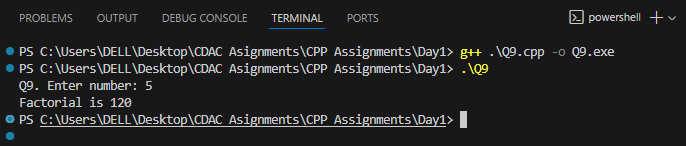 PROBLEMS OUTPUT DEBUG CONSOLE TERMINAL PORTS powershell
PS C:\Users\DELL\Desktop\CDAC Asignments\CPP Assignments\Day1> g++ .\Q9.cpp -o Q9.exe
PS C:\Users\DELL\Desktop\CDAC Asignments\CPP Assignments\Day1> .\Q9
Q9. Enter number: 5
Factorial is 120
PS C:\Users\DELL\Desktop\CDAC Asignments\CPP Assignments\Day1>